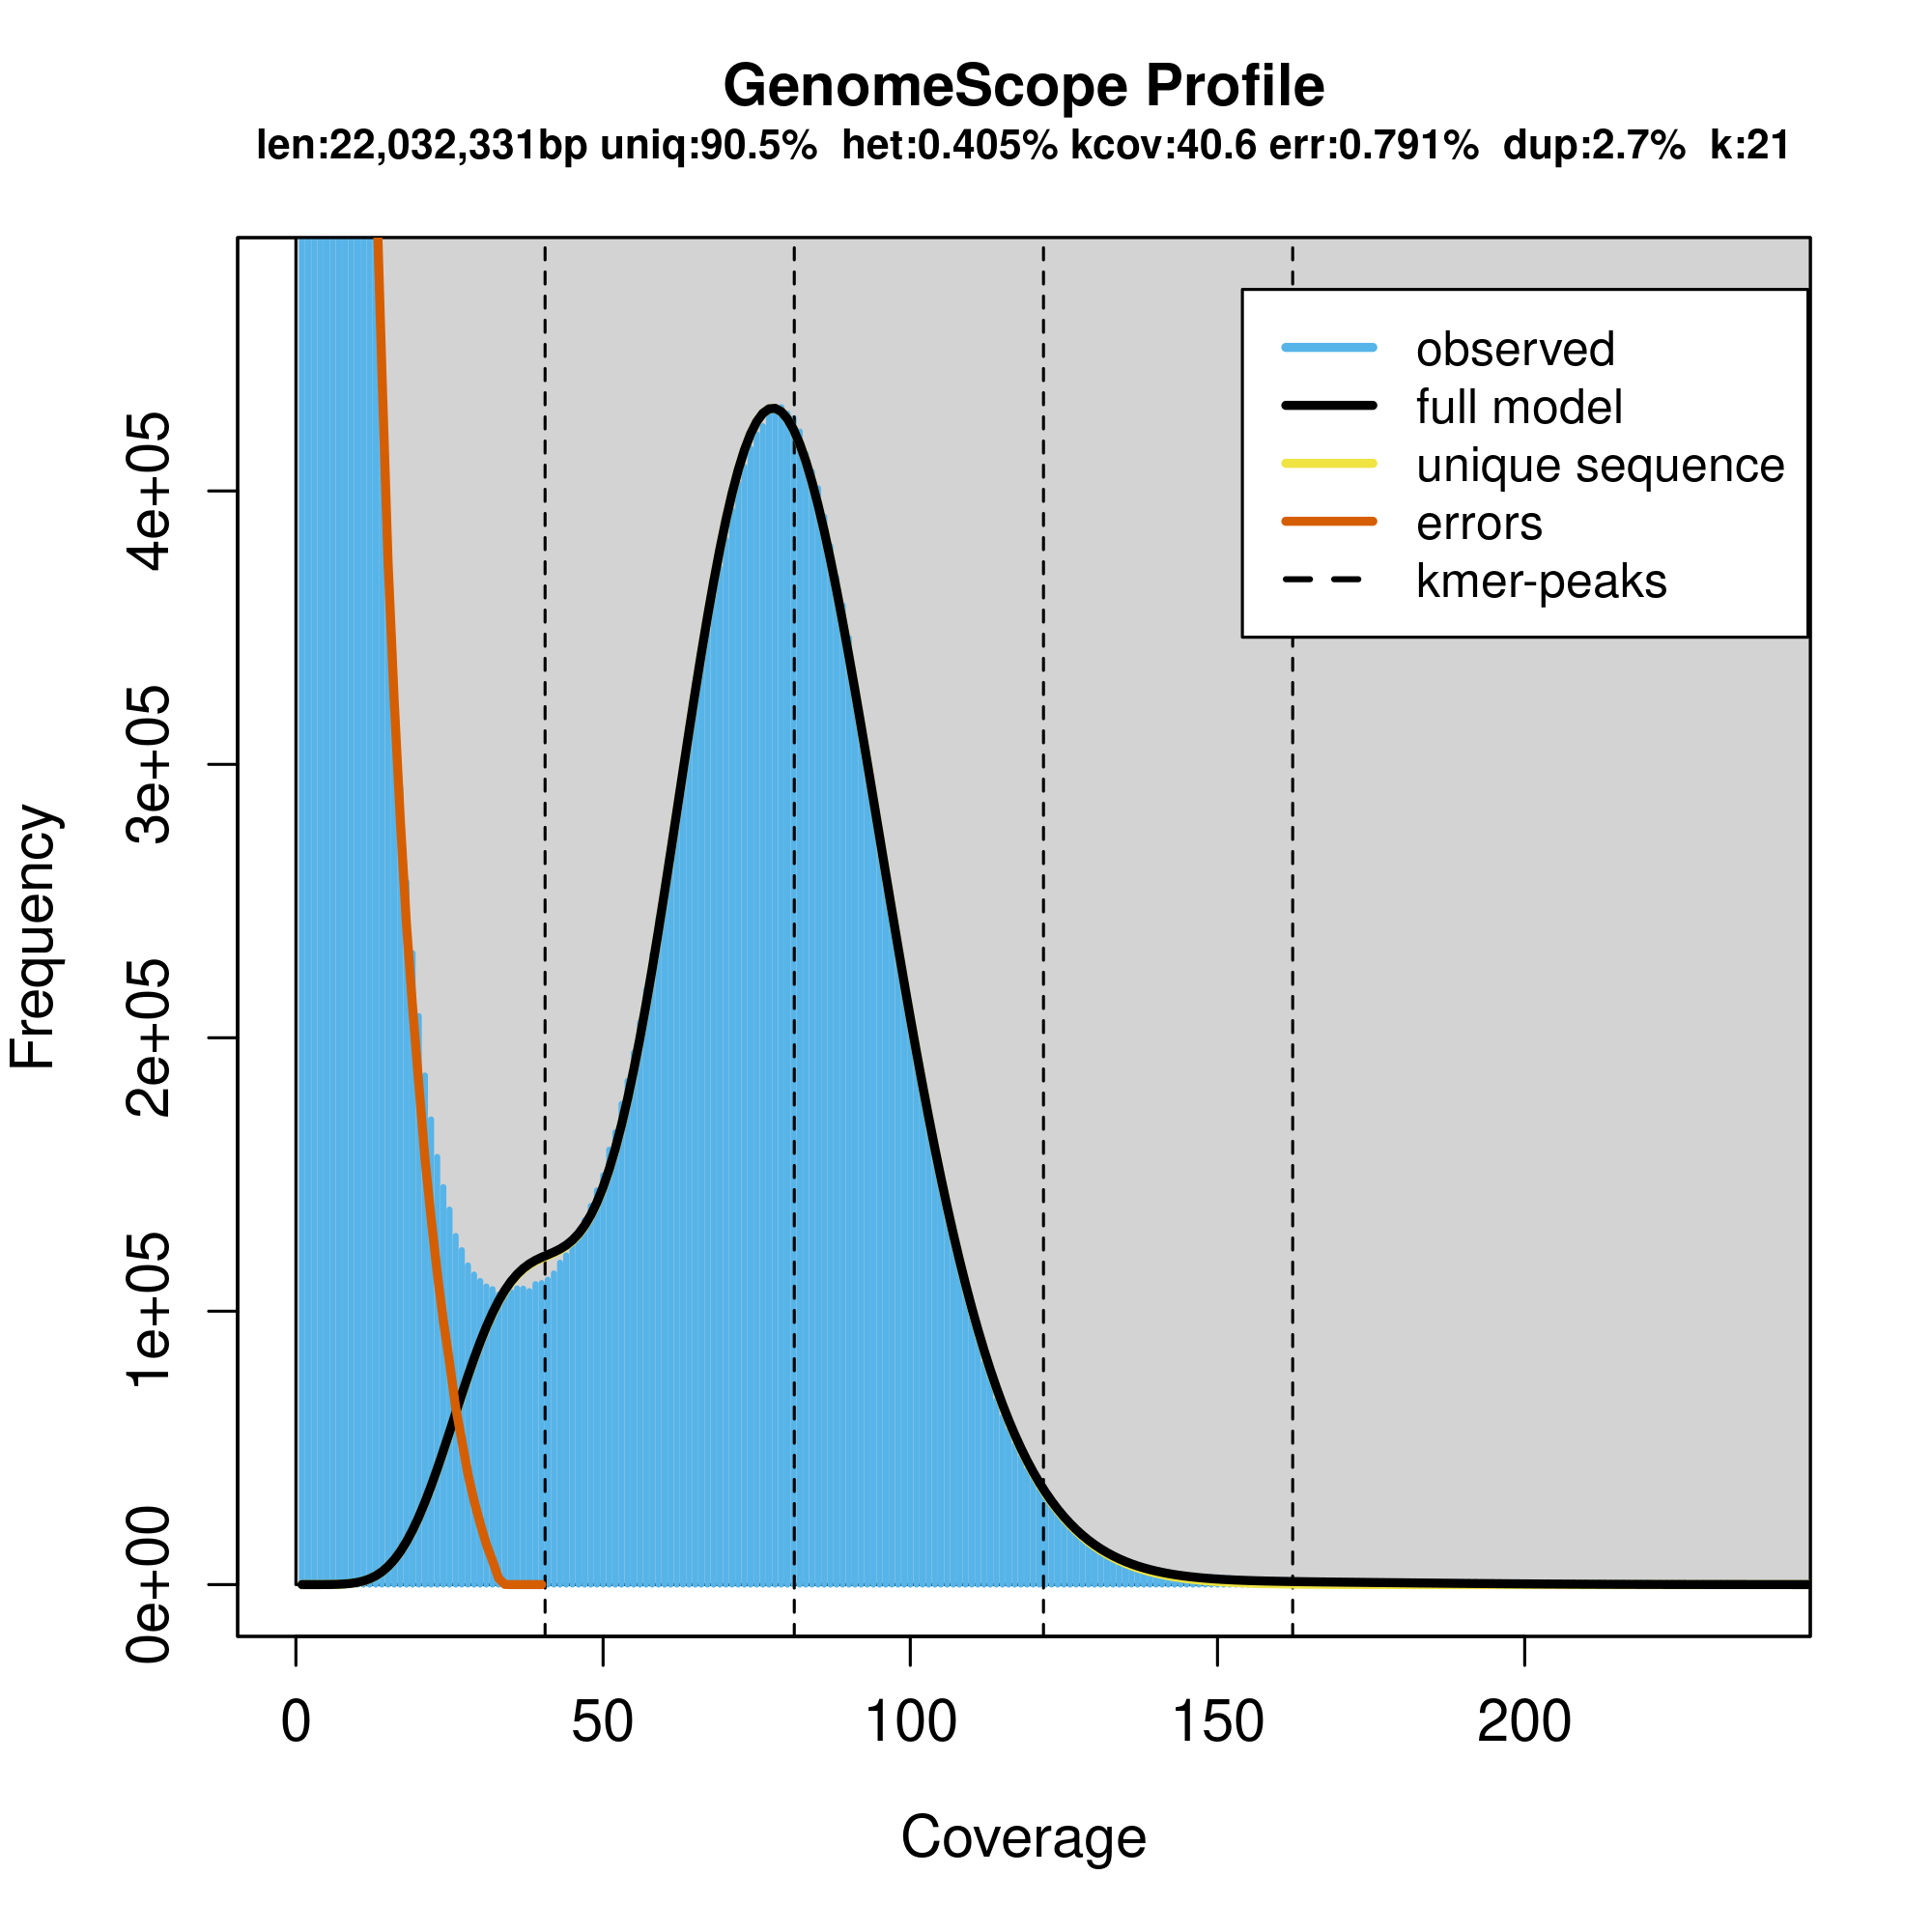 GenomeScope Profile
len:22,032,331bp uniq:90.5% het:0.405% kcov:40.6 err:0.791% dup:2.7% k:21
observed
full model
unique sequence
errors
kmer-peaks
Frequency
4e+05
3e+05
2e+05
1e+05
0e+00
0 50 100 150 200
Coverage